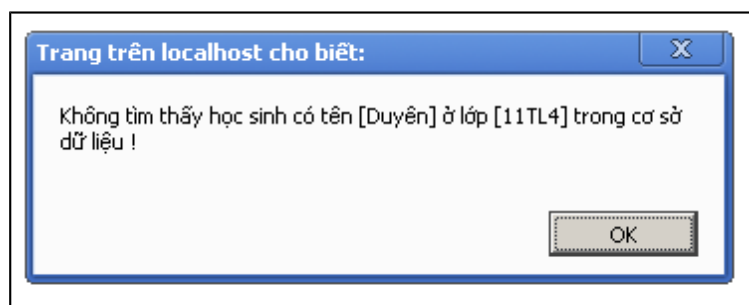 Trang trên localhost cho biết:
Không tìm thấy học sinh có tên [Duyên] ở lớp [11TL4] trong cơ sở
dữ liệu !
OK